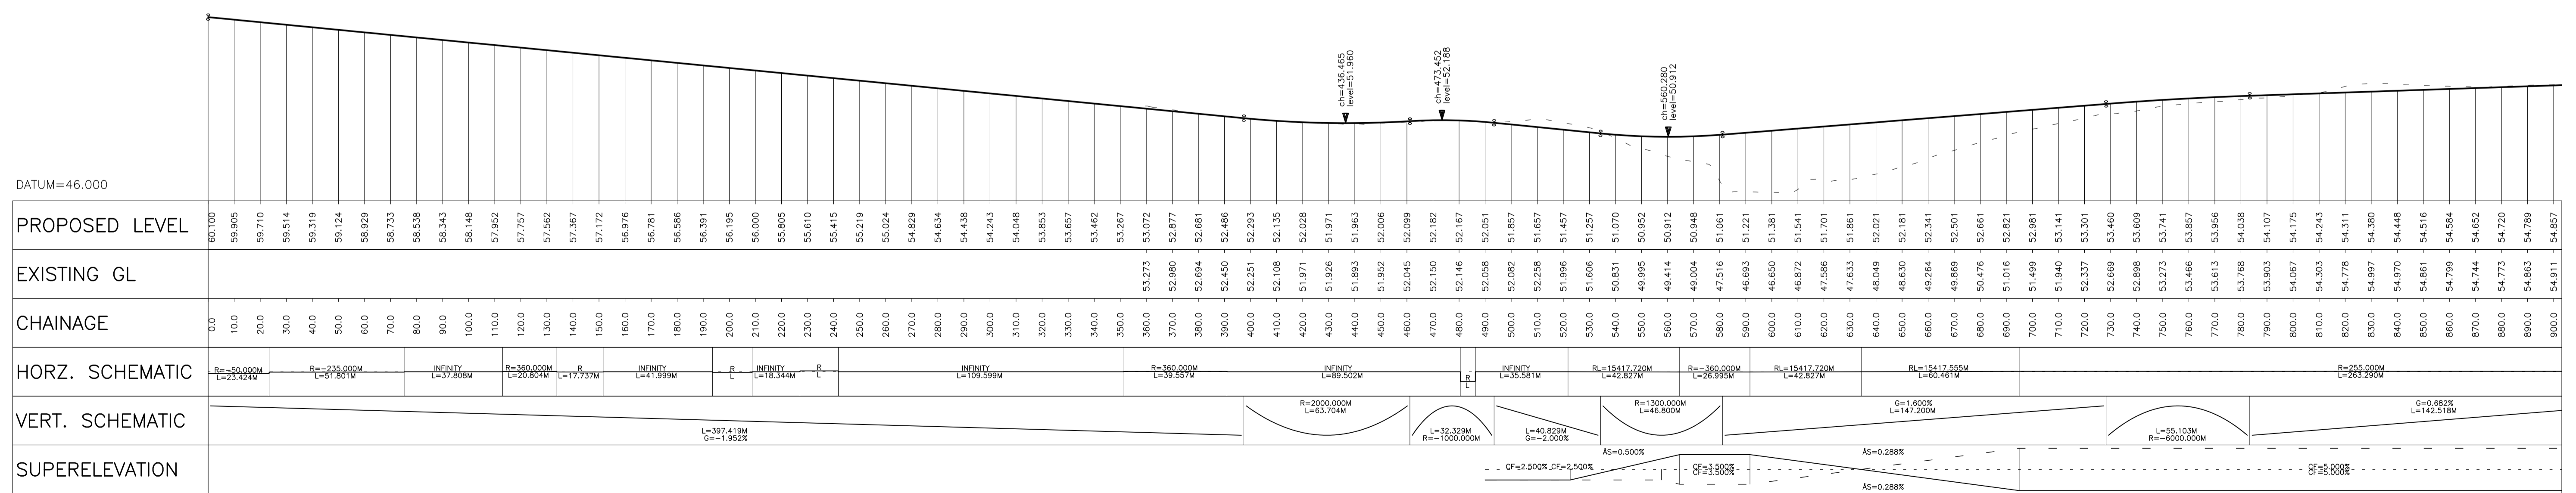 ch=436.465
level=51.960
ch=473.452
level=52.188
ch=560.280
level=50.912
DATUM=46.000
PROPOSED LEVEL 60.100 59.905 59.710 59.514 59.319 59.124 58.929 58.733 58.538 58.343 58.148 57.952 57.757 57.562 57.367 57.172 56.976 56.781 56.586 56.391 56.195 56.000 55.805 55.610 55.415 55.219 55.024 54.829 54.634 54.438 54.243 54.048 53.853 53.657 53.462 53.267 53.072 52.877 52.681 52.486 52.293 52.135 52.028 51.971 51.963 52.006 52.099 52.182 52.167 52.051 51.857 51.657 51.457 51.257 51.070 50.952 50.912 50.948 51.061 51.221 51.381 51.541 51.701 51.861 52.021 52.181 52.341 52.501 52.661 52.821 52.981 53.141 53.301 53.460 53.609 53.741 53.857 53.956 54.038 54.107 54.175 54.243 54.311 54.380 54.448 54.516 54.584 54.652 54.720 54.789 54.857
EXISTING GL 53.273 52.980 52.694 52.450 52.251 52.108 51.971 51.926 51.893 51.952 52.045 52.150 52.146 52.058 52.082 52.258 51.996 51.606 50.831 49.995 49.414 49.004 47.516 46.693 46.650 46.872 47.586 47.633 48.049 48.630 49.264 49.869 50.476 51.016 51.499 51.940 52.337 52.669 52.898 53.273 53.466 53.613 53.768 53.903 54.067 54.303 54.778 54.997 54.970 54.861 54.799 54.744 54.773 54.863 54.911
CHAINAGE 0.0 10.0 20.0 30.0 40.0 50.0 60.0 70.0 80.0 90.0 100.0 110.0 120.0 130.0 140.0 150.0 160.0 170.0 180.0 190.0 200.0 210.0 220.0 230.0 240.0 250.0 260.0 270.0 280.0 290.0 300.0 310.0 320.0 330.0 340.0 350.0 360.0 370.0 380.0 390.0 400.0 410.0 420.0 430.0 440.0 450.0 460.0 470.0 480.0 490.0 500.0 510.0 520.0 530.0 540.0 550.0 560.0 570.0 580.0 590.0 600.0 610.0 620.0 630.0 640.0 650.0 660.0 670.0 680.0 690.0 700.0 710.0 720.0 730.0 740.0 750.0 760.0 770.0 780.0 790.0 800.0 810.0 820.0 830.0 840.0 850.0 860.0 870.0 880.0 890.0 900.0
HORZ. SCHEMATIC
R=-50.000M
L=23.424M
R=-235.000M
L=51.801M
INFINITY
L=37.808M
R=360.000M
L=20.804M
R
L=17.737M
INFINITY
L=41.999M
R
L
INFINITY
L=18.344M
R
L
INFINITY
L=109.599M
R=360.000M
L=39.557M
INFINITY
L=89.502M
R
L
INFINITY
L=35.581M
RL=15417.720M
L=42.827M
R=-360.000M
L=26.995M
RL=15417.720M
L=42.827M
RL=15417.555M
L=60.461M
R=255.000M
L=263.290M
VERT. SCHEMATIC
L=397.419M
G=-1.952%
R=2000.000M
L=63.704M
L=32.329M
R=-1000.000M
L=40.829M
G=-2.000%
R=1300.000M
L=46.800M
G=1.600%
L=147.200M
L=55.103M
R=-6000.000M
G=0.682%
L=142.518M
SUPERELEVATION
CF=2.500% CF=2.500%
ÅS=0.500%
CF=3.500%
CF=3.500%
ÅS=0.288%
ÅS=0.288%
CF=5.000%
CF=5.000%